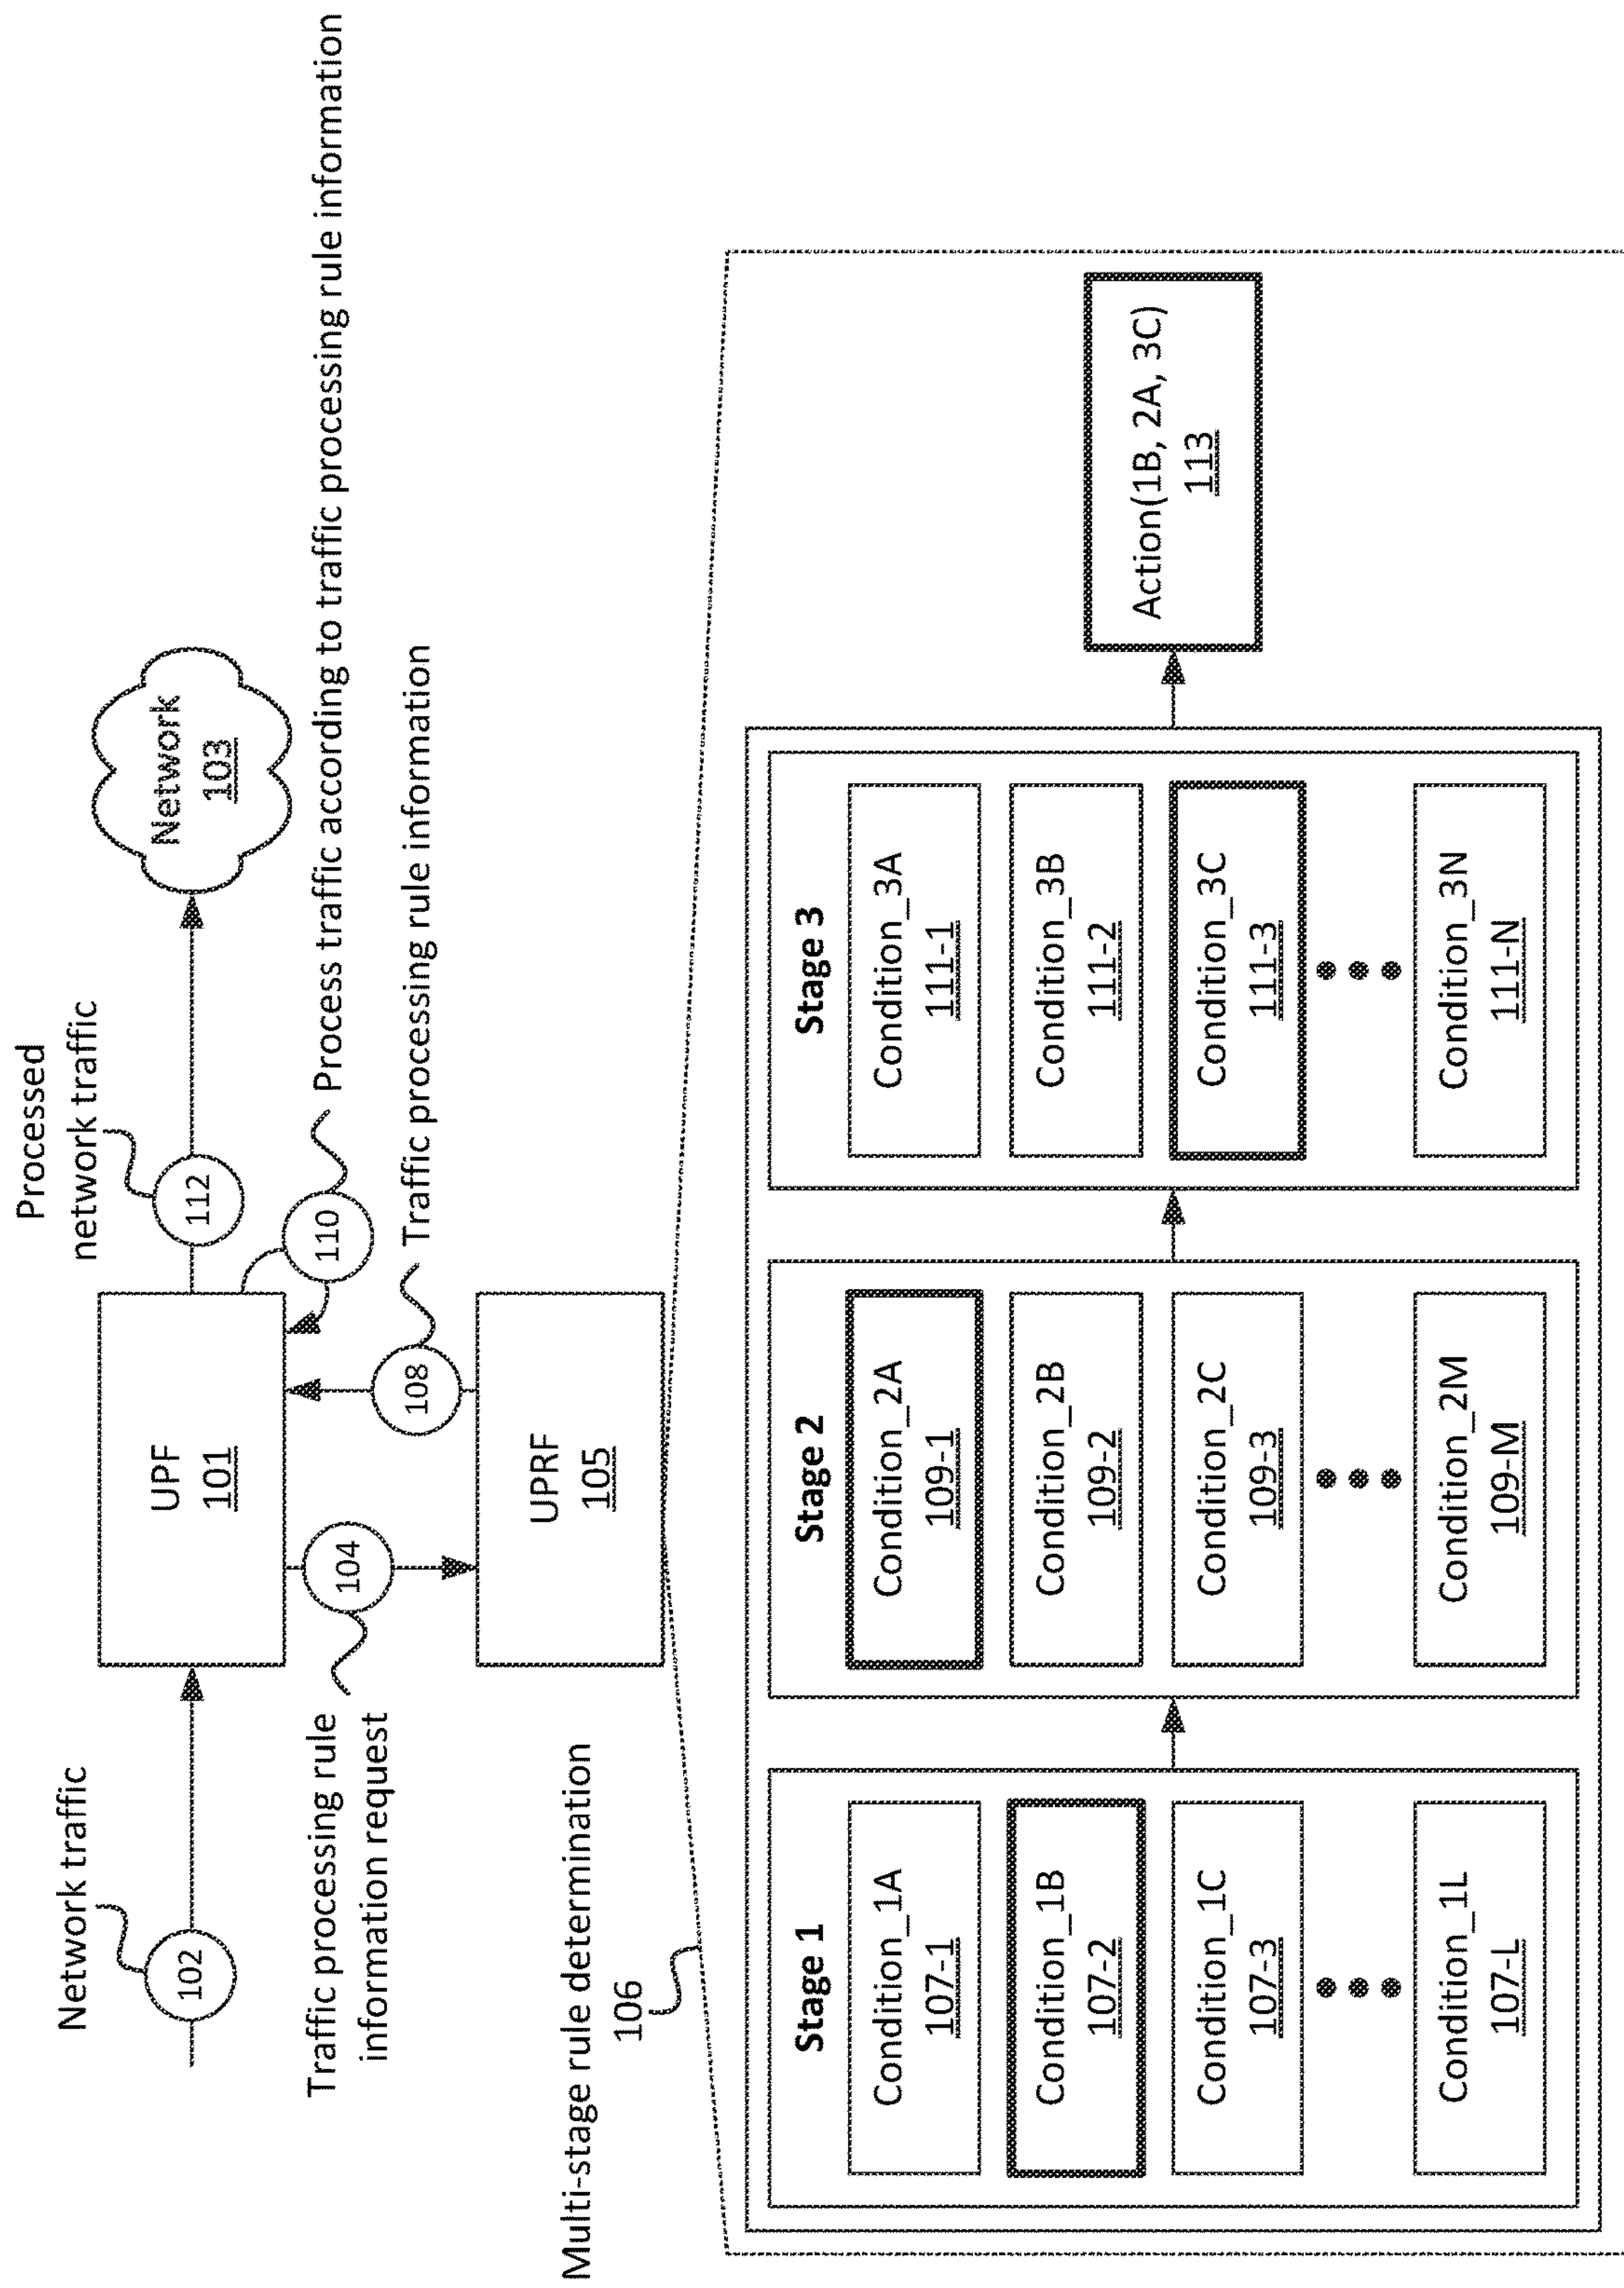 Network traffic
102
Traffic processing rule
information request
104
UPF
101
Processed
network traffic
112
Network
103
110
Process traffic according to traffic processing rule information
108
Traffic processing rule information
UPRF
105
Multi-stage rule determination
106
Stage 1
Condition_1A
107-1
Condition_1B
107-2
Condition_1C
107-3
Condition_1L
107-L
Stage 2
Condition_2A
109-1
Condition_2B
109-2
Condition_2C
109-3
Condition_2M
109-M
Stage 3
Condition_3A
111-1
Condition_3B
111-2
Condition_3C
111-3
Condition_3N
111-N
Action(1B, 2A, 3C)
113